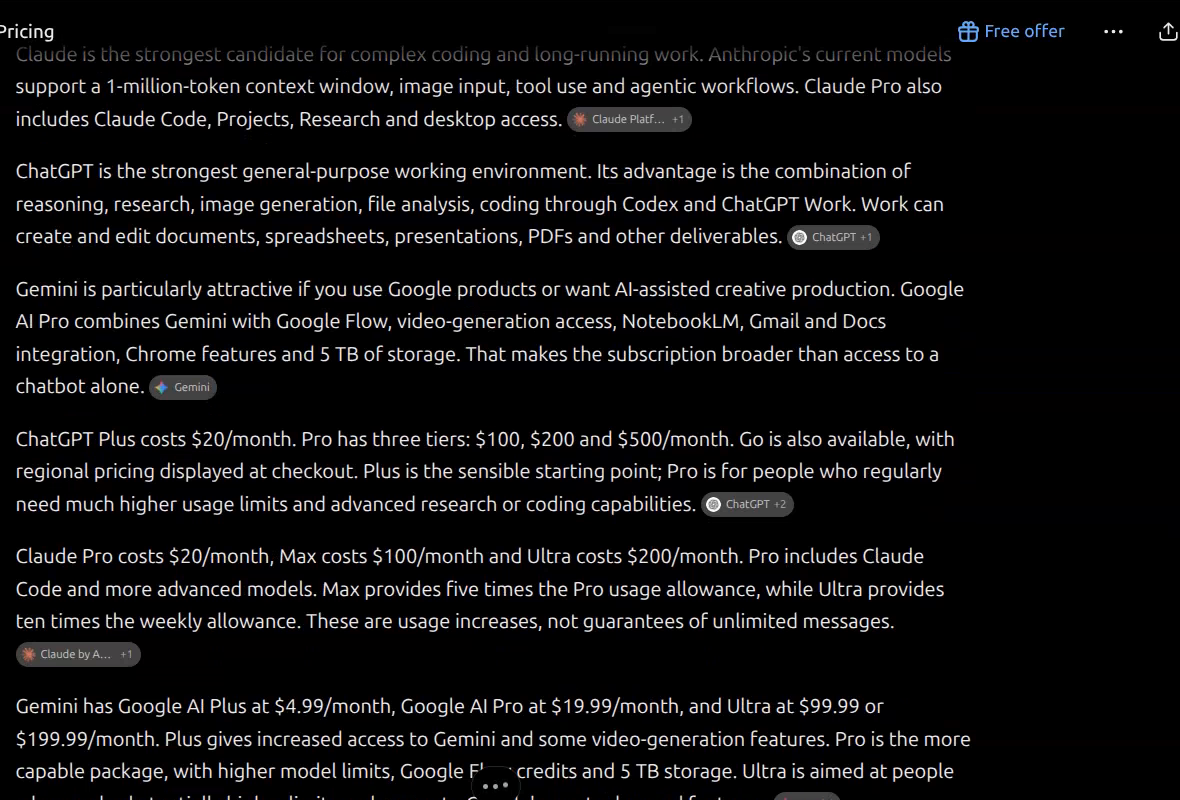 Pricing
Free offer
Claude is the strongest candidate for complex coding and long-running work. Anthropic's current models
support a 1-million-token context window, image input, tool use and agentic workflows. Claude Pro also
includes Claude Code, Projects, Research and desktop access. Claude Platf... +1
ChatGPT is the strongest general-purpose working environment. Its advantage is the combination of
reasoning, research, image generation, file analysis, coding through Codex and ChatGPT Work. Work can
create and edit documents, spreadsheets, presentations, PDFs and other deliverables. ChatGPT +1
Gemini is particularly attractive if you use Google products or want AI-assisted creative production. Google
AI Pro combines Gemini with Google Flow, video-generation access, NotebookLM, Gmail and Docs
integration, Chrome features and 5 TB of storage. That makes the subscription broader than access to a
chatbot alone. Gemini
ChatGPT Plus costs $20/month. Pro has three tiers: $100, $200 and $500/month. Go is also available, with
regional pricing displayed at checkout. Plus is the sensible starting point; Pro is for people who regularly
need much higher usage limits and advanced research or coding capabilities. ChatGPT +2
Claude Pro costs $20/month, Max costs $100/month and Ultra costs $200/month. Pro includes Claude
Code and more advanced models. Max provides five times the Pro usage allowance, while Ultra provides
ten times the weekly allowance. These are usage increases, not guarantees of unlimited messages.
Claude by A... +1
Gemini has Google AI Plus at $4.99/month, Google AI Pro at $19.99/month, and Ultra at $99.99 or
$199.99/month. Plus gives increased access to Gemini and some video-generation features. Pro is the more
capable package, with higher model limits, Google credits and 5 TB storage. Ultra is aimed at people